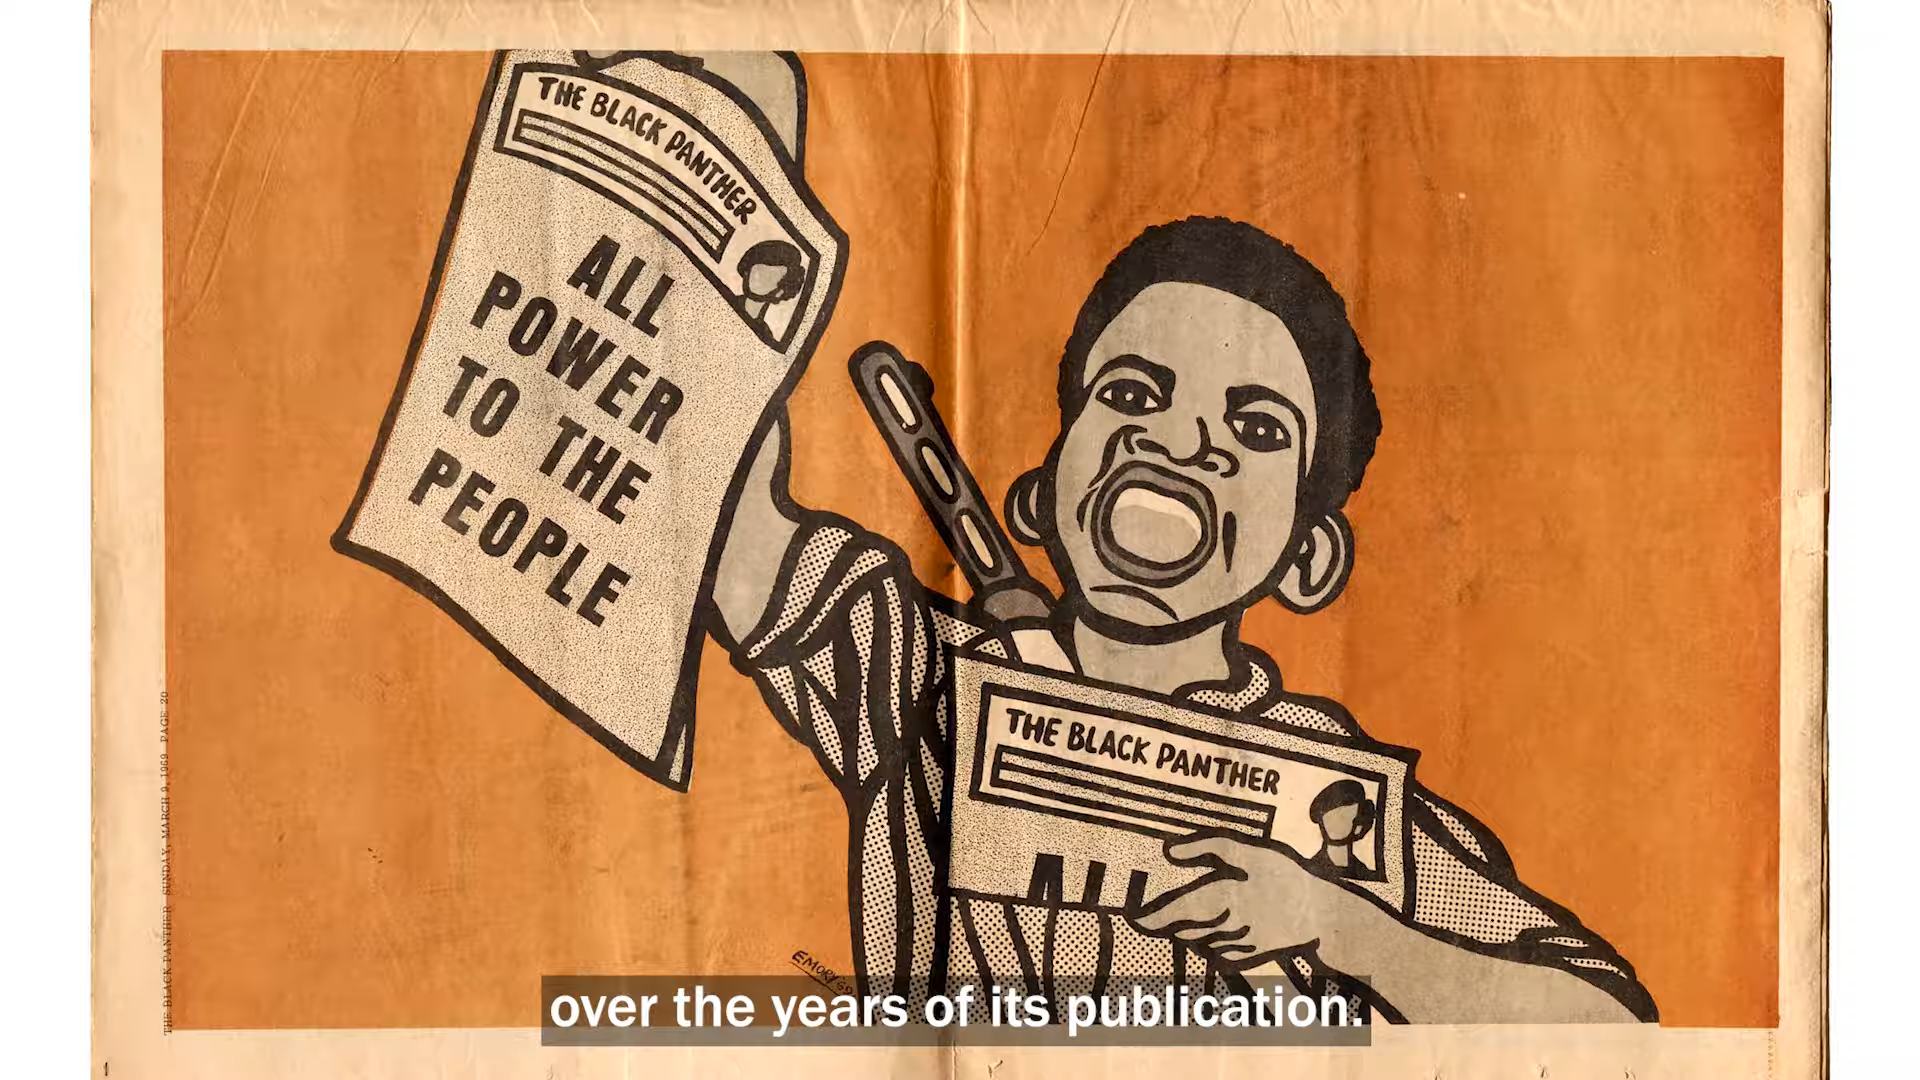 THE BLACK PANTHER
ALL
POWER
TO THE
PEOPLE
THE BLACK PANTHER
ALL
EMORY 69
THE BLACK PANTHER SUNDAY, MARCH 9, 1969 PAGE 20
over the years of its publication.